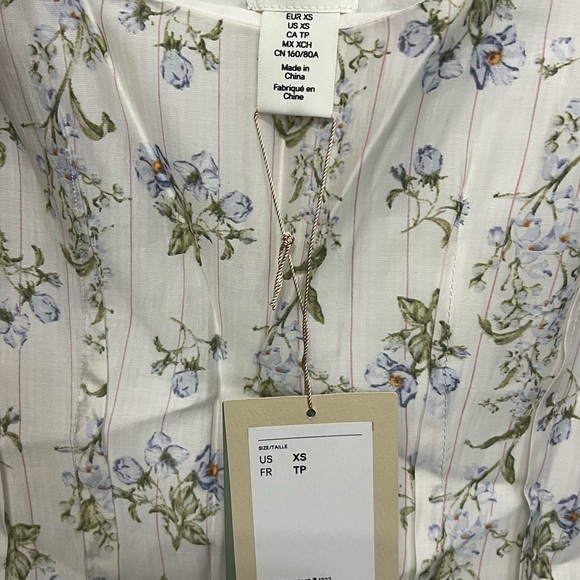 EUR XS
US XS
CA TP
MX XCH
CN 160/80A
Made in
China
Fabriqué en
Chine
SIZE/TAILLE
US XS
FR TP